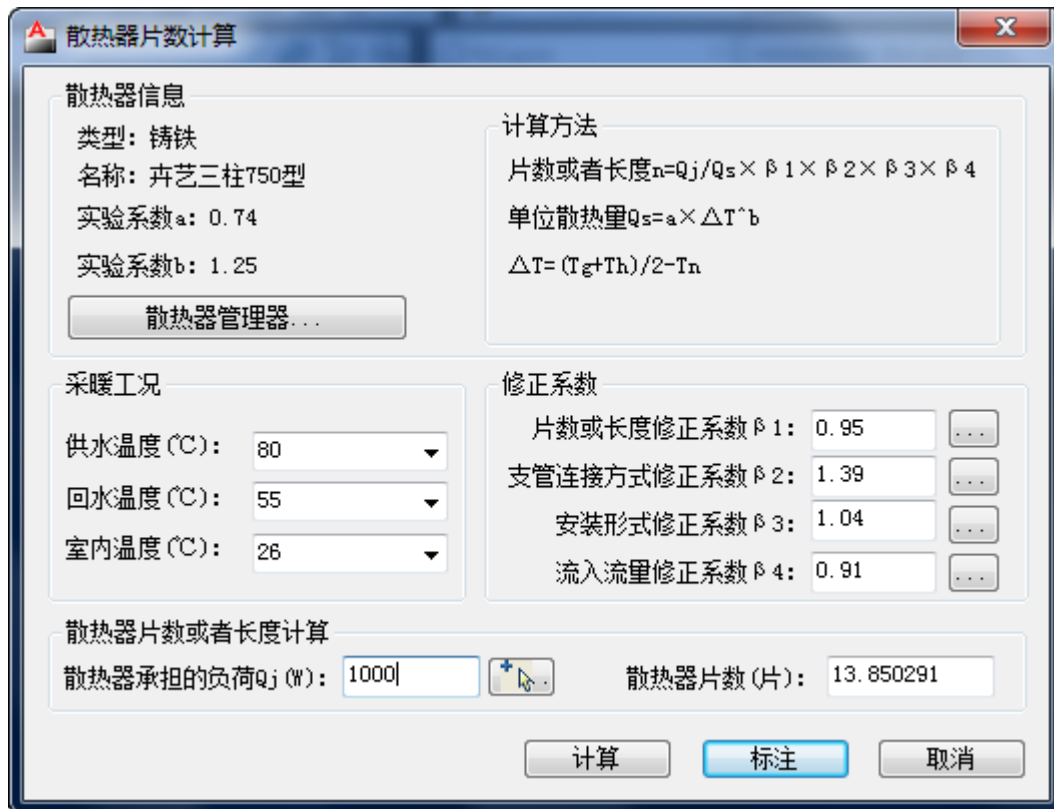 散热器片数计算
散热器信息
类型：铸铁
名称：卉艺三柱750型
实验系数a：0.74
实验系数b：1.25
散热器管理器...
计算方法
片数或者长度n=Qj/Qs×β1×β2×β3×β4
单位散热量Qs=a×△T^b
△T=(Tg+Th)/2-Tn
采暖工况
供水温度(℃)： 80
回水温度(℃)： 55
室内温度(℃)： 26
修正系数
片数或长度修正系数β1： 0.95 ...
支管连接方式修正系数β2： 1.39 ...
安装形式修正系数β3： 1.04 ...
流入流量修正系数β4： 0.91 ...
散热器片数或者长度计算
散热器承担的负荷Qj(W)： 1000 散热器片数(片)： 13.850291
计算 标注 取消